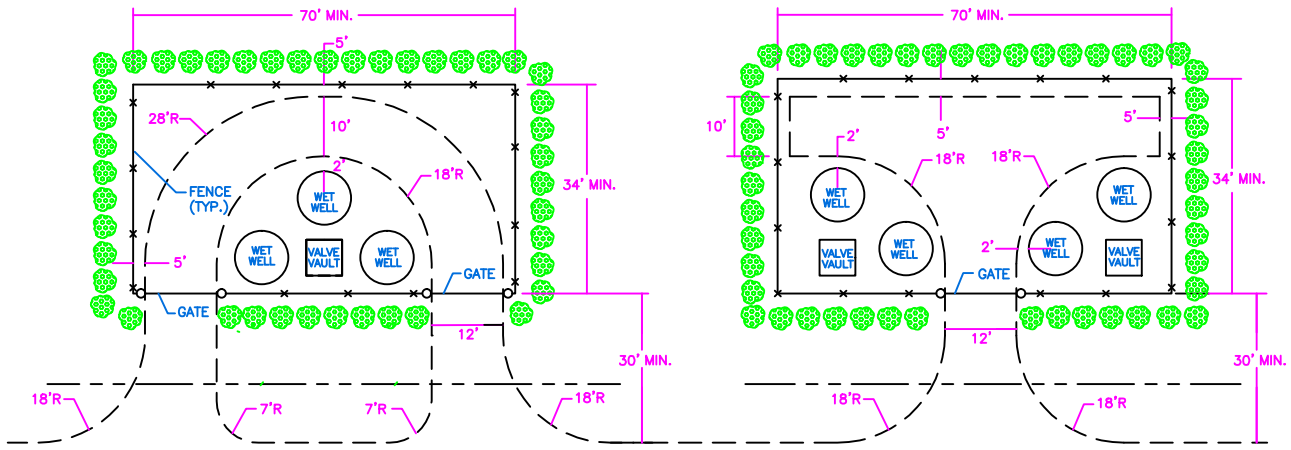 70' MIN.
5'
28'R
10'
2'
18'R
WET
WELL
FENCE
(TYP.)
34' MIN.
WET
WELL
VALVE
VAULT
WET
WELL
5'
GATE
GATE
12'
30' MIN.
18'R
7'R
7'R
18'R
70' MIN.
10'
5'
5'
2'
18'R
18'R
34' MIN.
WET
WELL
WET
WELL
VALVE
VAULT
WET
WELL
2'
WET
WELL
VALVE
VAULT
GATE
12'
30' MIN.
18'R
18'R